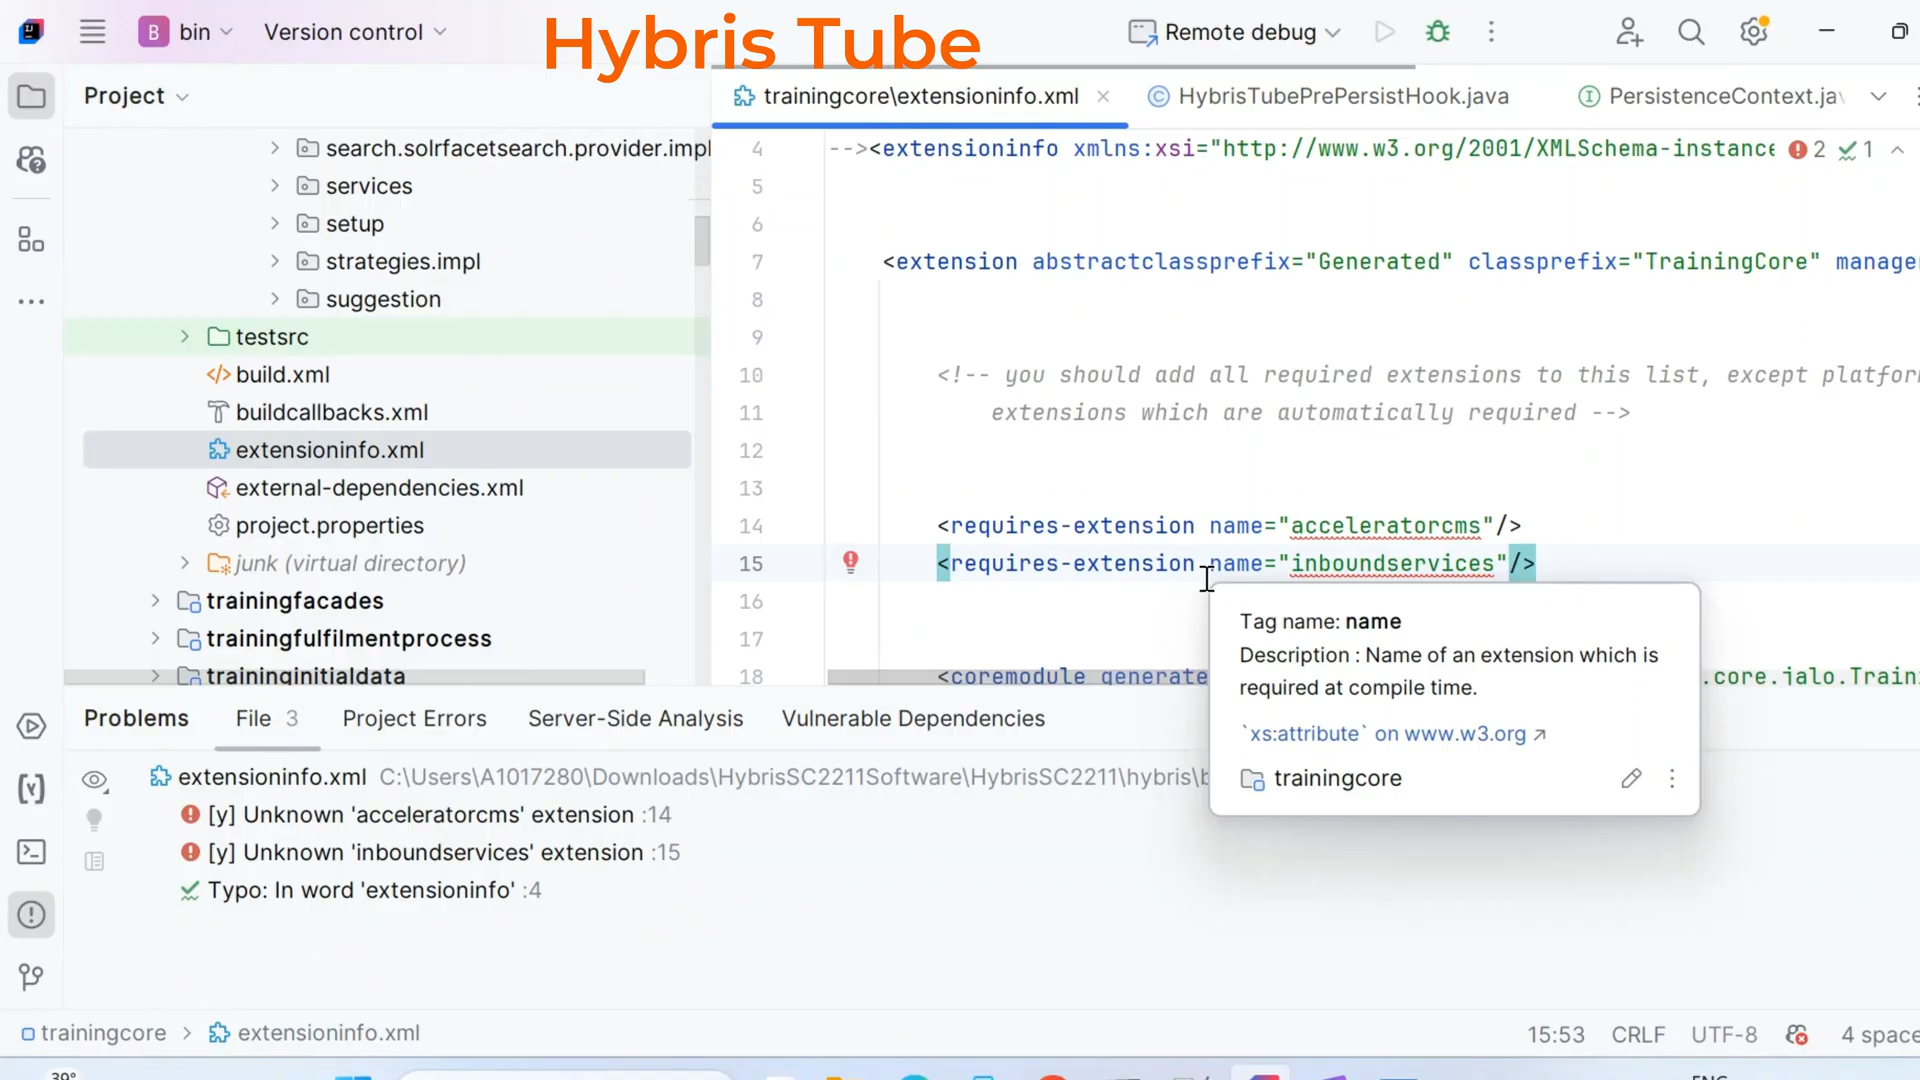 B bin Version control
Hybris Tube
Remote debug
Project
trainingcore\extensioninfo.xml
HybrisTubePrePersistHook.java
PersistenceContext.jav
search.solrfacetsearch.provider.impl
services
setup
strategies.impl
suggestion
testsrc
build.xml
buildcallbacks.xml
extensioninfo.xml
external-dependencies.xml
project.properties
junk (virtual directory)
trainingfacades
trainingfulfilmentprocess
traininginitialdata
4 --><extensioninfo xmlns:xsi="http://www.w3.org/2001/XMLSchema-instance 2 1
5
6
7 <extension abstractclassprefix="Generated" classprefix="TrainingCore" manage
8
9
10 <!-- you should add all required extensions to this list, except platfor
11 extensions which are automatically required -->
12
13
14 <requires-extension name="acceleratorcms"/>
15 <requires-extension name="inboundservices"/>
16
17
18 <coremodule generate .core.jalo.Train
Tag name: name
Description : Name of an extension which is
required at compile time.
`xs:attribute` on www.w3.org ↗
trainingcore
Problems File 3 Project Errors Server-Side Analysis Vulnerable Dependencies
extensioninfo.xml C:\Users\A1017280\Downloads\HybrisSC2211Software\HybrisSC2211\hybris\b
[y] Unknown 'acceleratorcms' extension :14
[y] Unknown 'inboundservices' extension :15
Typo: In word 'extensioninfo' :4
trainingcore > extensioninfo.xml
15:53 CRLF UTF-8 4 space
39°
ENG